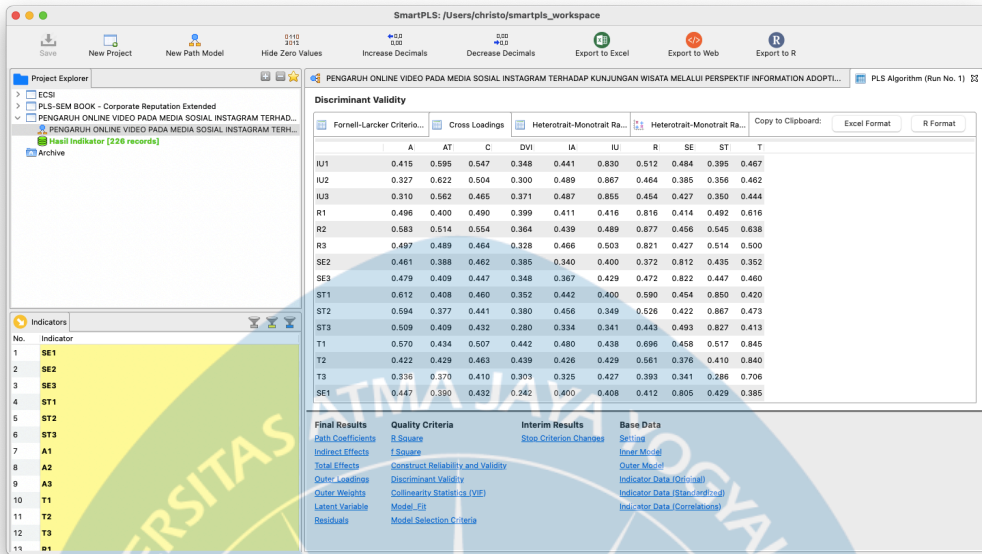 SmartPLS: /Users/christo/smartpls_workspace
Save New Project New Path Model Hide Zero Values Increase Decimals Decrease Decimals Export to Excel Export to Web Export to R
Project Explorer
ECSI
PLS-SEM BOOK - Corporate Reputation Extended
PENGARUH ONLINE VIDEO PADA MEDIA SOSIAL INSTAGRAM TERHAD...
PENGARUH ONLINE VIDEO PADA MEDIA SOSIAL INSTAGRAM TERH...
Hasil Indikator [226 records]
Archive
Indicators
No. Indicator
1 SE1
2 SE2
3 SE3
4 ST1
5 ST2
6 ST3
7 A1
8 A2
9 A3
10 T1
11 T2
12 T3
13 R1
PENGARUH ONLINE VIDEO PADA MEDIA SOSIAL INSTAGRAM TERHADAP KUNJUNGAN WISATA MELALUI PERSPEKTIF INFORMATION ADOPTI... PLS Algorithm (Run No. 1)
Discriminant Validity
Fornell-Larcker Criterio... Cross Loadings Heterotrait-Monotrait Ra... Heterotrait-Monotrait Ra... Copy to Clipboard: Excel Format R Format
A AT C DVI IA IU R SE ST T
IU1 0.415 0.595 0.547 0.348 0.441 0.830 0.512 0.484 0.395 0.467
IU2 0.327 0.622 0.504 0.300 0.489 0.867 0.464 0.385 0.356 0.462
IU3 0.310 0.562 0.465 0.371 0.487 0.855 0.454 0.427 0.350 0.444
R1 0.496 0.400 0.490 0.399 0.411 0.416 0.816 0.414 0.492 0.616
R2 0.583 0.514 0.554 0.364 0.439 0.489 0.877 0.456 0.545 0.638
R3 0.497 0.489 0.464 0.328 0.466 0.503 0.821 0.427 0.514 0.500
SE2 0.461 0.388 0.462 0.385 0.340 0.400 0.372 0.812 0.435 0.352
SE3 0.479 0.409 0.447 0.348 0.367 0.429 0.472 0.822 0.447 0.460
ST1 0.612 0.408 0.460 0.352 0.442 0.400 0.590 0.454 0.850 0.420
ST2 0.594 0.377 0.441 0.380 0.456 0.349 0.526 0.422 0.867 0.473
ST3 0.509 0.409 0.432 0.280 0.334 0.341 0.443 0.493 0.827 0.413
T1 0.570 0.434 0.507 0.442 0.480 0.438 0.696 0.458 0.517 0.845
T2 0.422 0.429 0.463 0.439 0.426 0.429 0.561 0.376 0.410 0.840
T3 0.336 0.370 0.410 0.303 0.325 0.427 0.393 0.341 0.286 0.706
SE1 0.447 0.390 0.432 0.242 0.400 0.408 0.412 0.805 0.429 0.385
Final Results Quality Criteria Interim Results Base Data
Path Coefficients R Square Stop Criterion Changes Setting
Indirect Effects f Square Inner Model
Total Effects Construct Reliability and Validity Outer Model
Outer Loadings Discriminant Validity Indicator Data (Original)
Outer Weights Collinearity Statistics (VIF) Indicator Data (Standardized)
Latent Variable Model_Fit Indicator Data (Correlations)
Residuals Model Selection Criteria